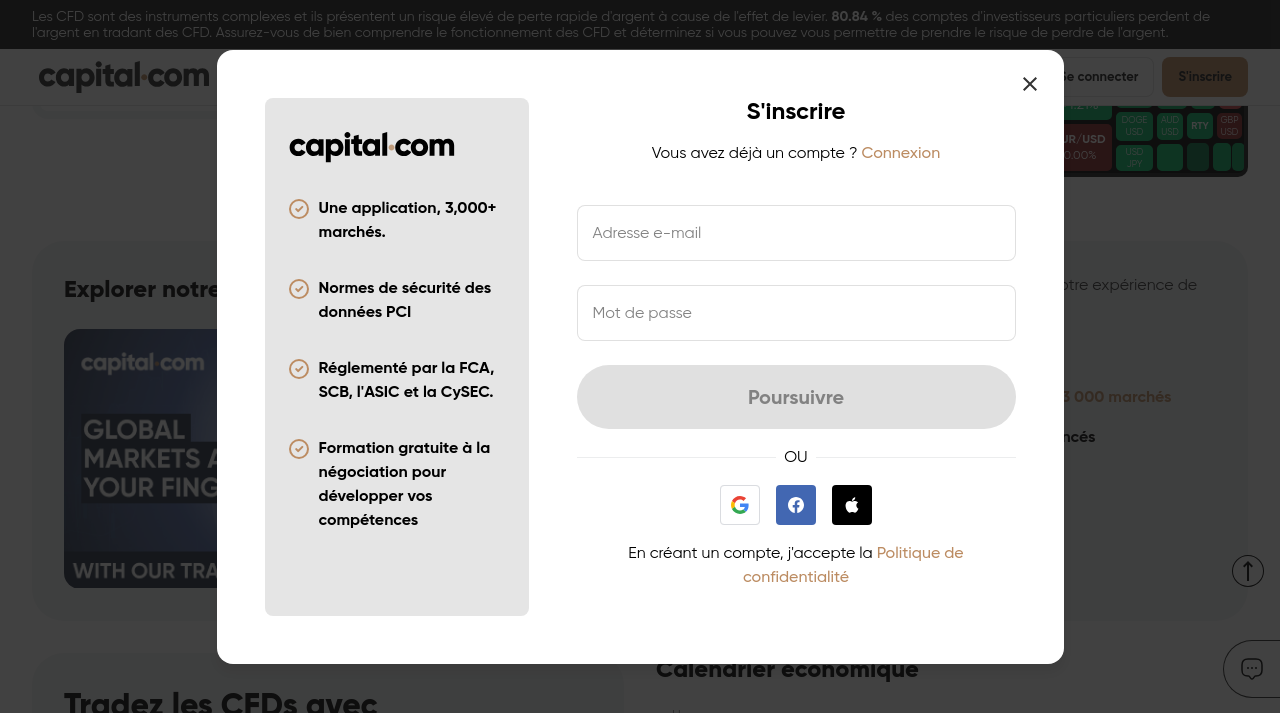 Les CFD sont des instruments complexes et ils présentent un risque élevé de perte rapide d'argent à cause de l'effet de levier. 80.84 % des comptes d'investisseurs particuliers perdent de
l'argent en tradant des CFD. Assurez-vous de bien comprendre le fonctionnement des CFD et déterminez si vous pouvez vous permettre de prendre le risque de perdre de l'argent.
capital.com
Se connecter
S'inscrire
DOGE
USD
AUD
USD
RTY
GBP
USD
UR/USD
0.00%
USD
JPY
Explorer notre
otre expérience de
capital.com
GLOBAL
MARKETS A
YOUR FING
WITH OUR TRA
3 000 marchés
ncés
capital.com
Une application, 3,000+
marchés.
Normes de sécurité des
données PCI
Réglementé par la FCA,
SCB, l'ASIC et la CySEC.
Formation gratuite à la
négociation pour
développer vos
compétences
S'inscrire
Vous avez déjà un compte ? Connexion
Adresse e-mail
Mot de passe
Poursuivre
OU
En créant un compte, j'accepte la Politique de
confidentialité
Tradez les CFDs avec
Calendrier économique